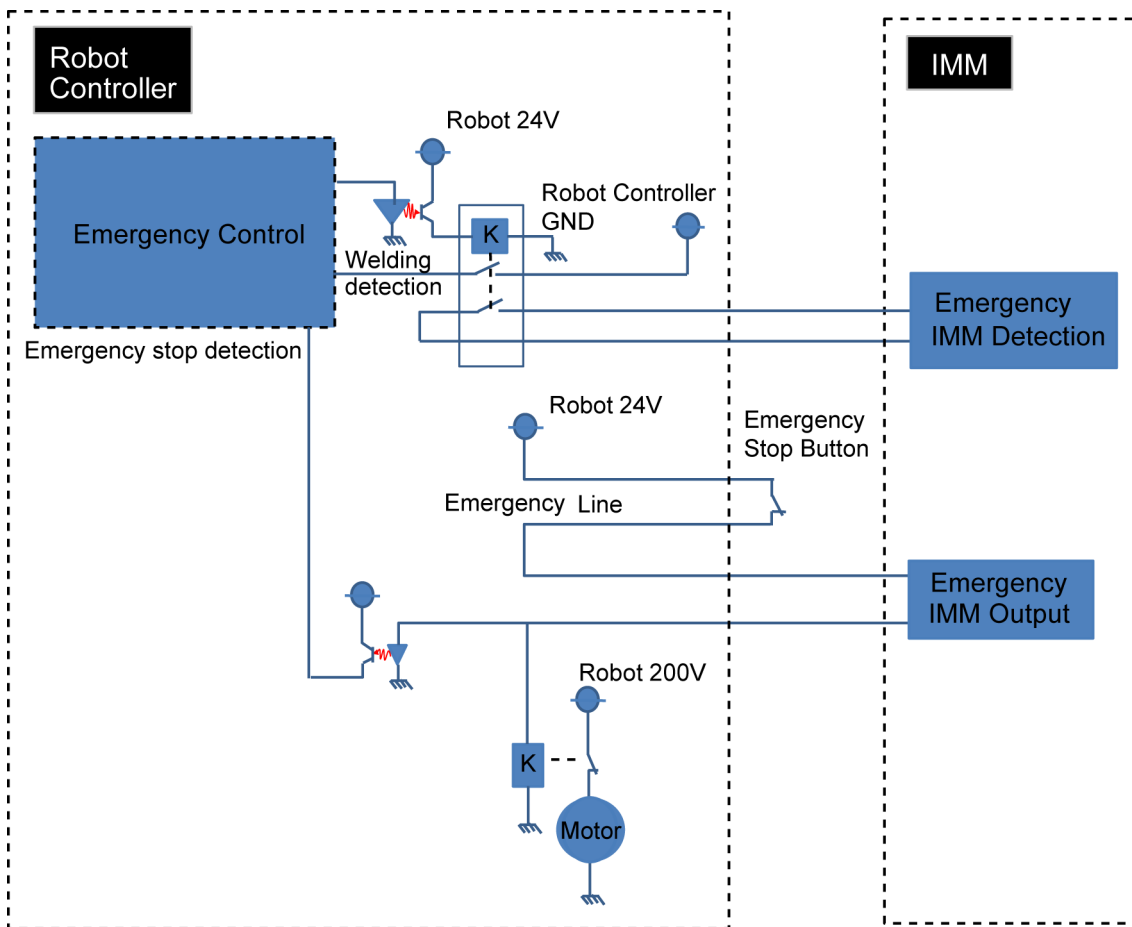 Robot
Controller
IMM
Robot 24V
Robot Controller
GND
Emergency Control
K
Welding
detection
Emergency
IMM Detection
Emergency stop detection
Robot 24V
Emergency
Stop Button
Emergency Line
Emergency
IMM Output
Robot 200V
K
Motor